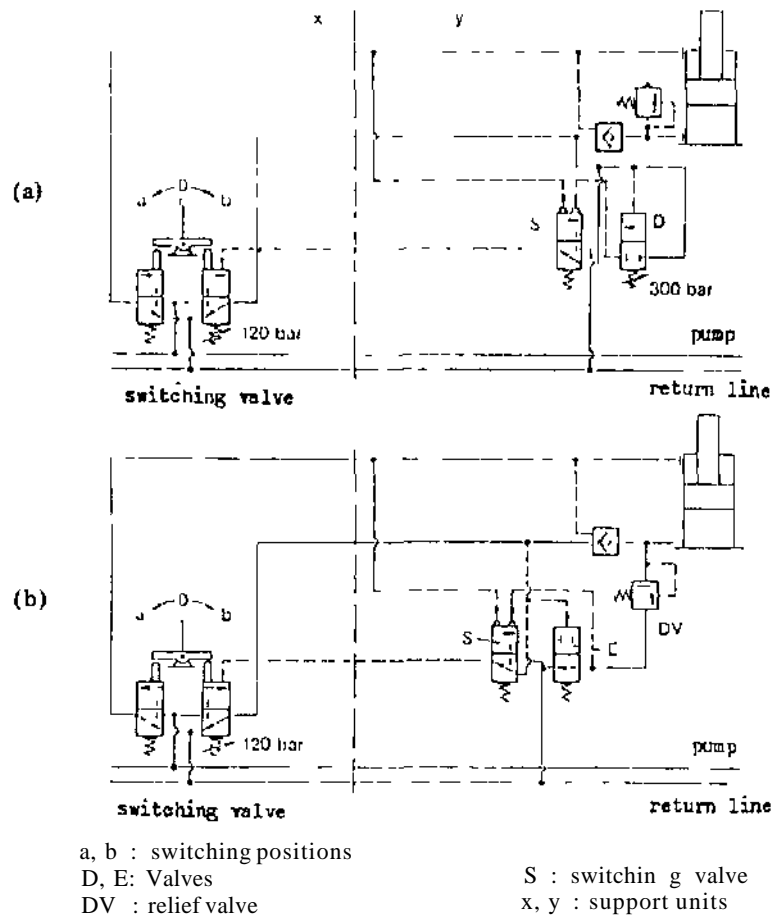 x y
(a)
a D b
S D
300 bar
120 bar
pump
switching valve
return line
(b)
a D b
S E
DV
120 bar
pump
switching valve
return line
a, b : switching positions
D, E: Valves
DV : relief valve
S : switchin g valve
x, y : support units